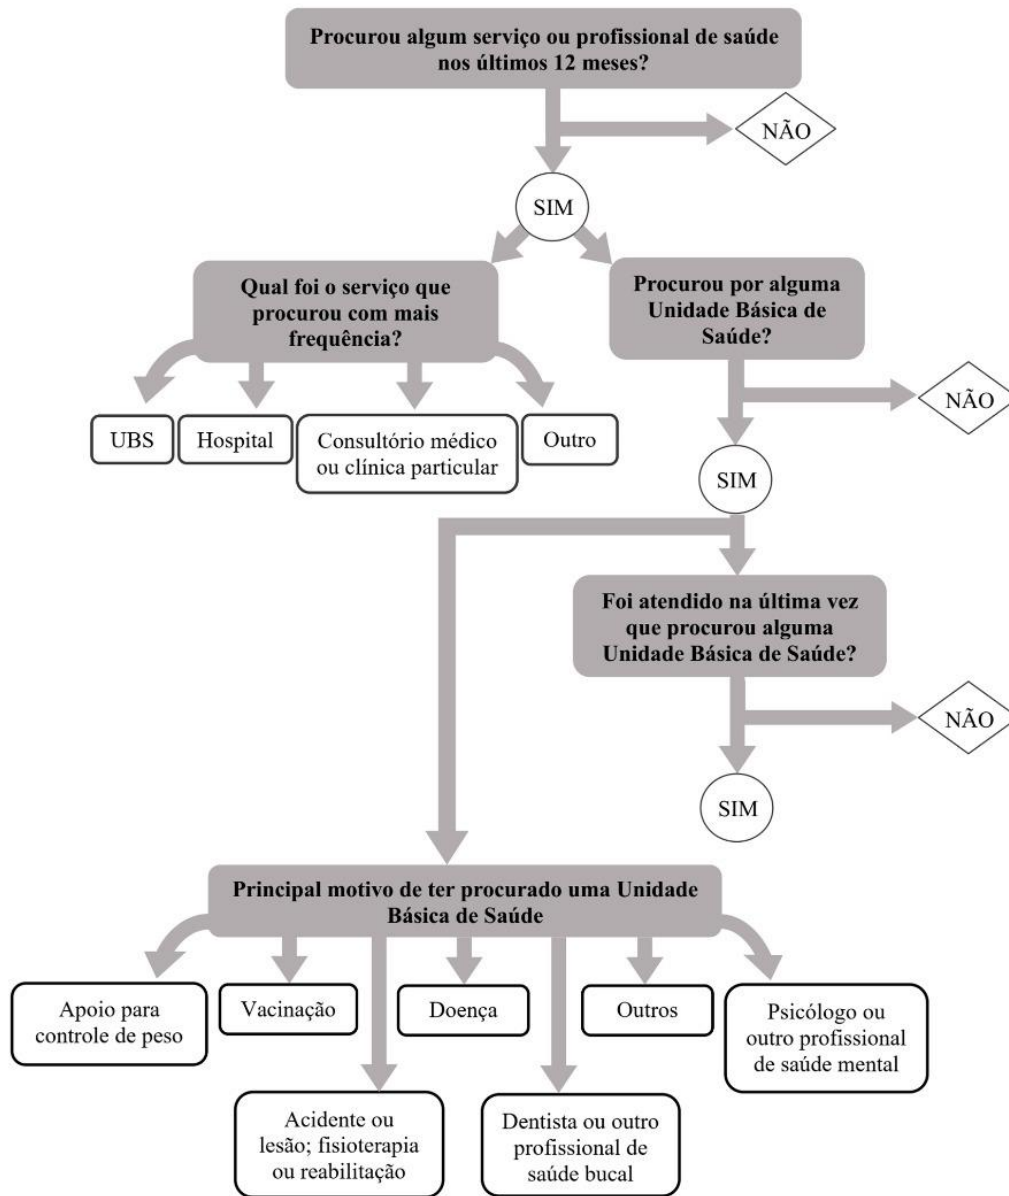 Procurou algum serviço ou profissional de saúde
nos últimos 12 meses?
NÃO
SIM
Qual foi o serviço que
procurou com mais
frequência?
Procurou por alguma
Unidade Básica de
Saúde?
NÃO
UBS
Hospital
Consultório médico
ou clínica particular
Outro
SIM
Foi atendido na última vez
que procurou alguma
Unidade Básica de Saúde?
NÃO
SIM
Principal motivo de ter procurado uma Unidade
Básica de Saúde
Apoio para
controle de peso
Vacinação
Doença
Outros
Psicólogo ou
outro profissional
de saúde mental
Acidente ou
lesão; fisioterapia
ou reabilitação
Dentista ou outro
profissional de
saúde bucal